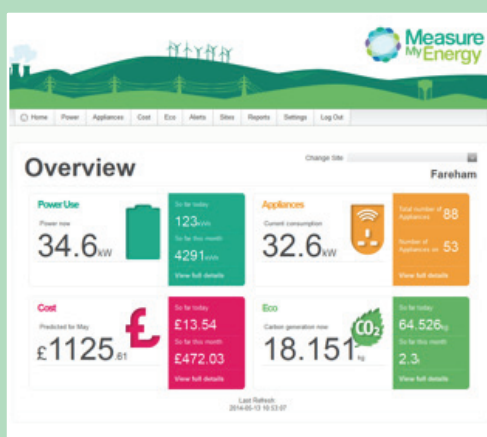 Measure
My Energy
Home Power Appliances Cost Eco Alerts Sites Reports Settings Log Out
Overview
Change Site
Fareham
Power Use
Power now
34.6kW
So far today
123kWh
So far this month
4291kWh
View full details
Appliances
Current consumption
32.6kW
Total number of
Appliances 88
Number of
Appliances on 53
View full details
Cost
Predicted for May
£1125.61
£
So far today
£13.54
So far this month
£472.03
View full details
Eco
Carbon generation now
18.151kg
CO2
So far today
64.526kg
So far this month
2.3t
View full details
Last Refresh
2014-05-13 10:53:07